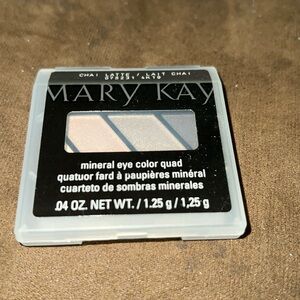 CHAI LATTE / LAIT CHAI
MARY KAY
mineral eye color quad
quatuor fard à paupières minéral
cuarteto de sombras minerales
.04 OZ. NET WT. / 1.25 g / 1,25 g